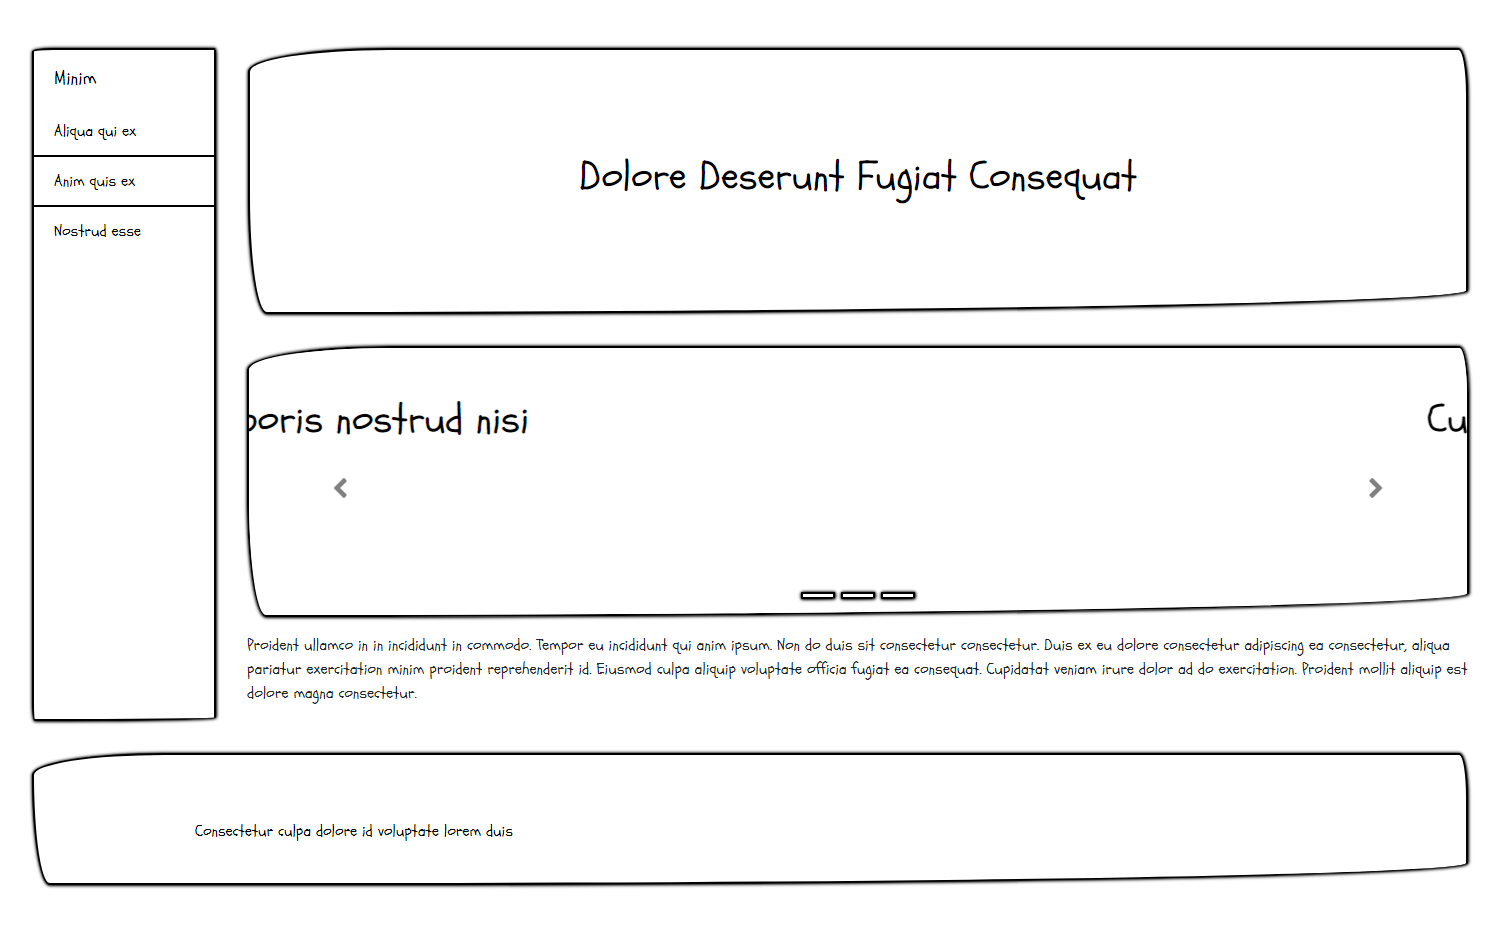 Minim
Aliqua qui ex
Anim quis ex
Nostrud esse
Dolore Deserunt Fugiat Consequat
nostrud nisi
Proident ullamco in in incididunt in commodo. Tempor eu incididunt qui anim ipsum. Non do duis sit consectetur consectetur. Duis ex eu dolore consectetur adipiscing ea consectetur, aliqua
pariatur exercitation minim proident reprehenderit id. Eiusmod culpa aliquip voluptate officia fugiat ea consequat. Cupidatat veniam irure dolor ad do exercitation. Proident mollit aliquip est
dolore magna consectetur.
Consectetur culpa dolore id voluptate lorem duis